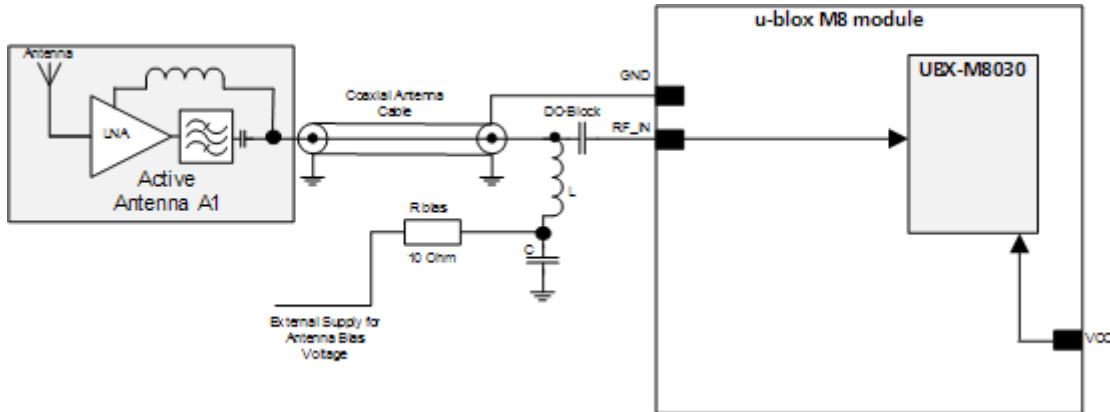 u-blox M8 module
Antenna
LNA
Active
Antenna A1
Coaxial Antenna
Cable
GND
DC-Block
RF_IN
UBX-M8030
L
R bias
10 Ohm
C
External Supply for
Antenna Bias
Voltage
VCC